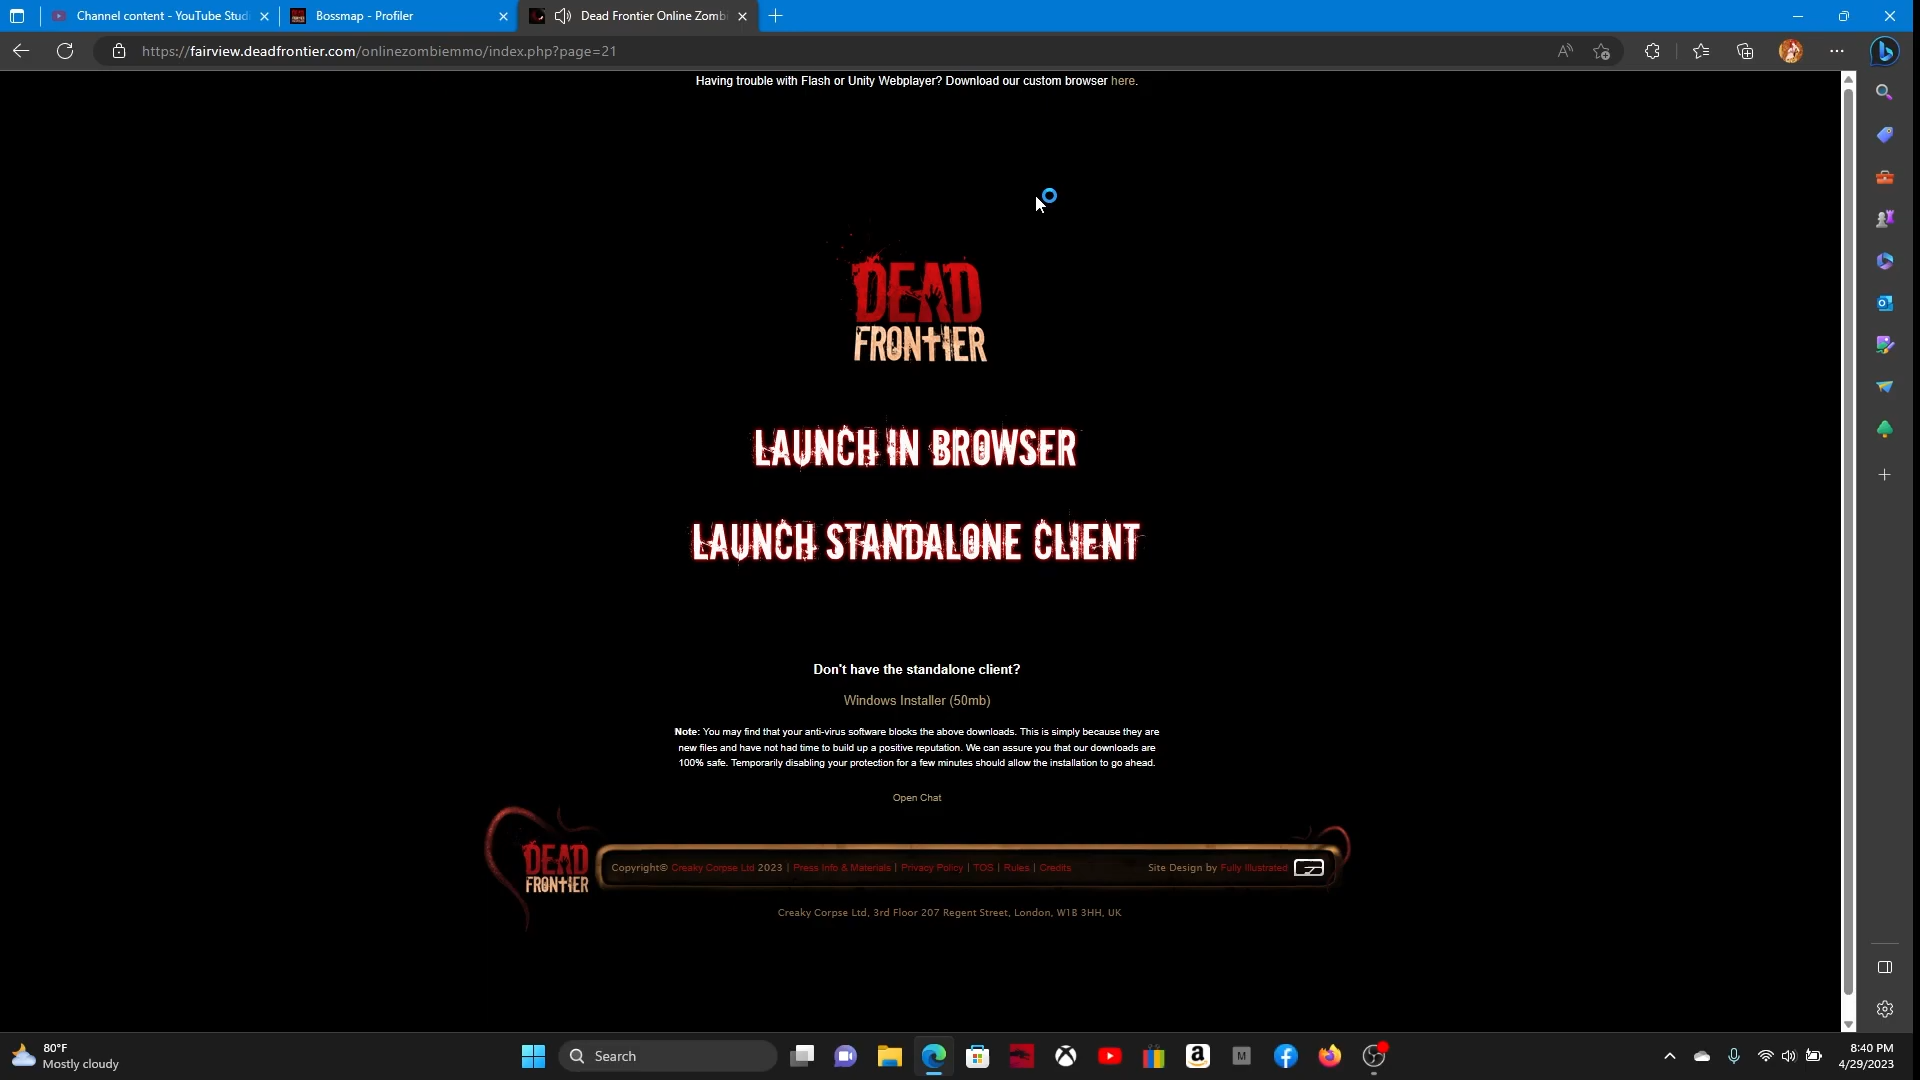 Channel content - YouTube Stud
Bossmap - Profiler
Dead Frontier Online Zomb
https://fairview.deadfrontier.com/onlinezombiemmo/index.php?page=21
Having trouble with Flash or Unity Webplayer? Download our custom browser here.
DEAD
FRONTIER
LAUNCH IN BROWSER
LAUNCH STANDALONE CLIENT
Don't have the standalone client?
Windows Installer (50mb)
Note: You may find that your anti-virus software blocks the above downloads. This is simply because they are
new files and have not had time to build up a positive reputation. We can assure you that our downloads are
100% safe. Temporarily disabling your protection for a few minutes should allow the installation to go ahead.
Open Chat
DEAD
FRONTIER
Copyright© Creaky Corpse Ltd 2023 | Press Info & Materials | Privacy Policy | TOS | Rules | Credits
Site Design by Fully Illustrated
Creaky Corpse Ltd, 3rd Floor 207 Regent Street, London, W1B 3HH, UK
80°F
Mostly cloudy
Search
8:40 PM
4/29/2023